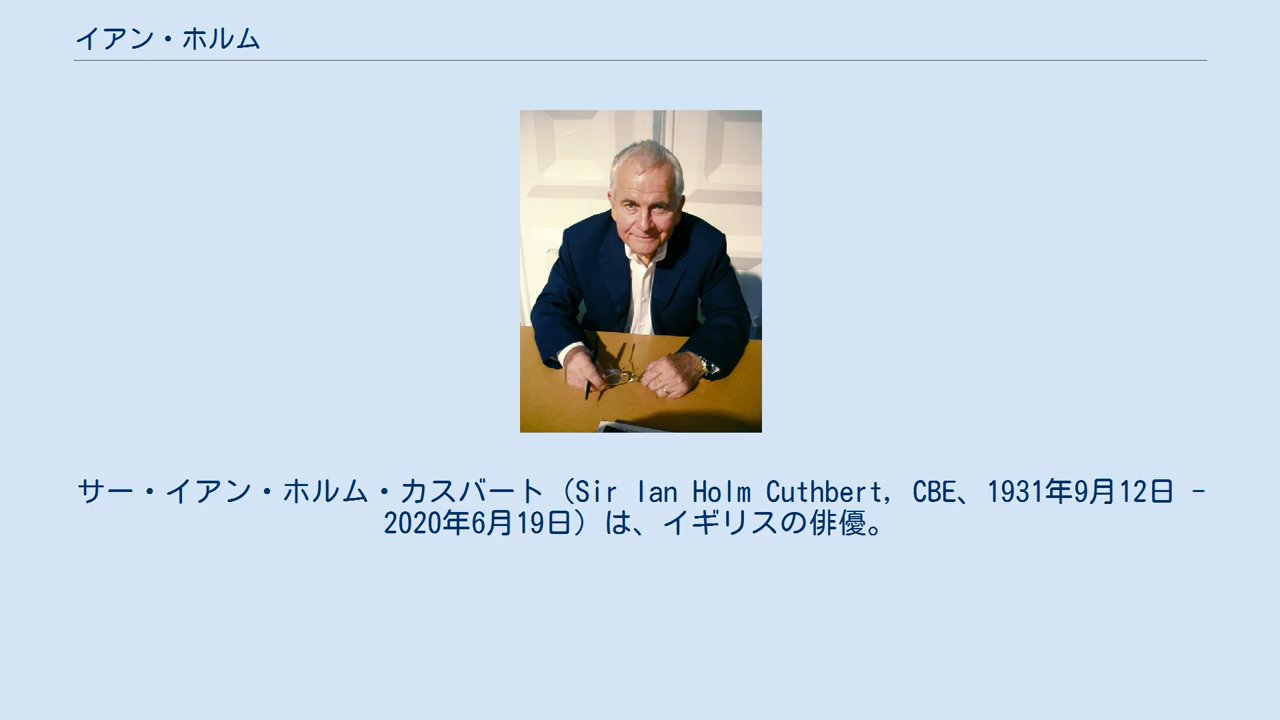 イアン・ホルム
サー・イアン・ホルム・カスバート（Sir Ian Holm Cuthbert, CBE、1931年9月12日 -
2020年6月19日）は、イギリスの俳優。